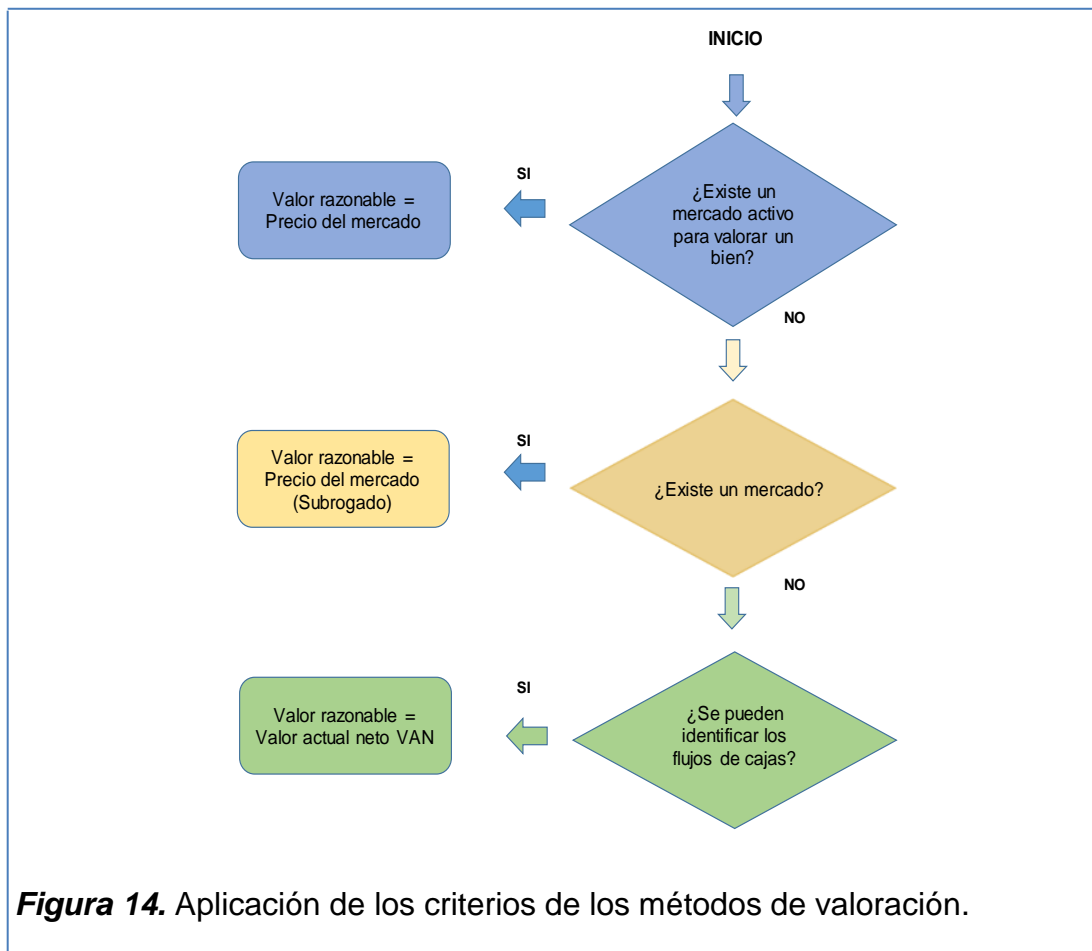 INICIO
¿Existe un
mercado activo
para valorar un
bien?
SI
Valor razonable =
Precio del mercado
NO
¿Existe un mercado?
SI
Valor razonable =
Precio del mercado
(Subrogado)
NO
¿Se pueden
identificar los
flujos de cajas?
SI
Valor razonable =
Valor actual neto VAN
Figura 14. Aplicación de los criterios de los métodos de valoración.